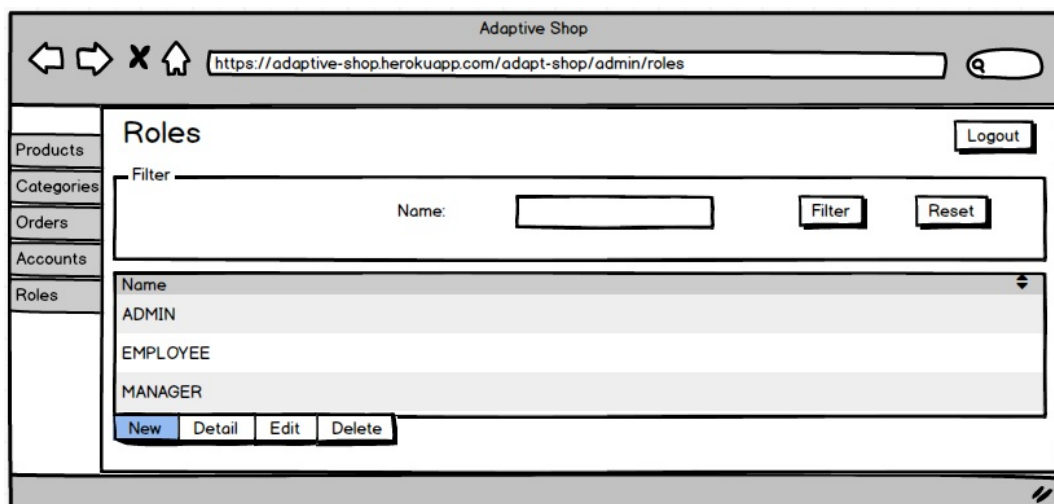 Adaptive Shop
https://adaptive-shop.herokuapp.com/adapt-shop/admin/roles
Products
Categories
Orders
Accounts
Roles
Roles
Logout
Filter
Name:
Filter
Reset
Name
ADMIN
EMPLOYEE
MANAGER
New Detail Edit Delete